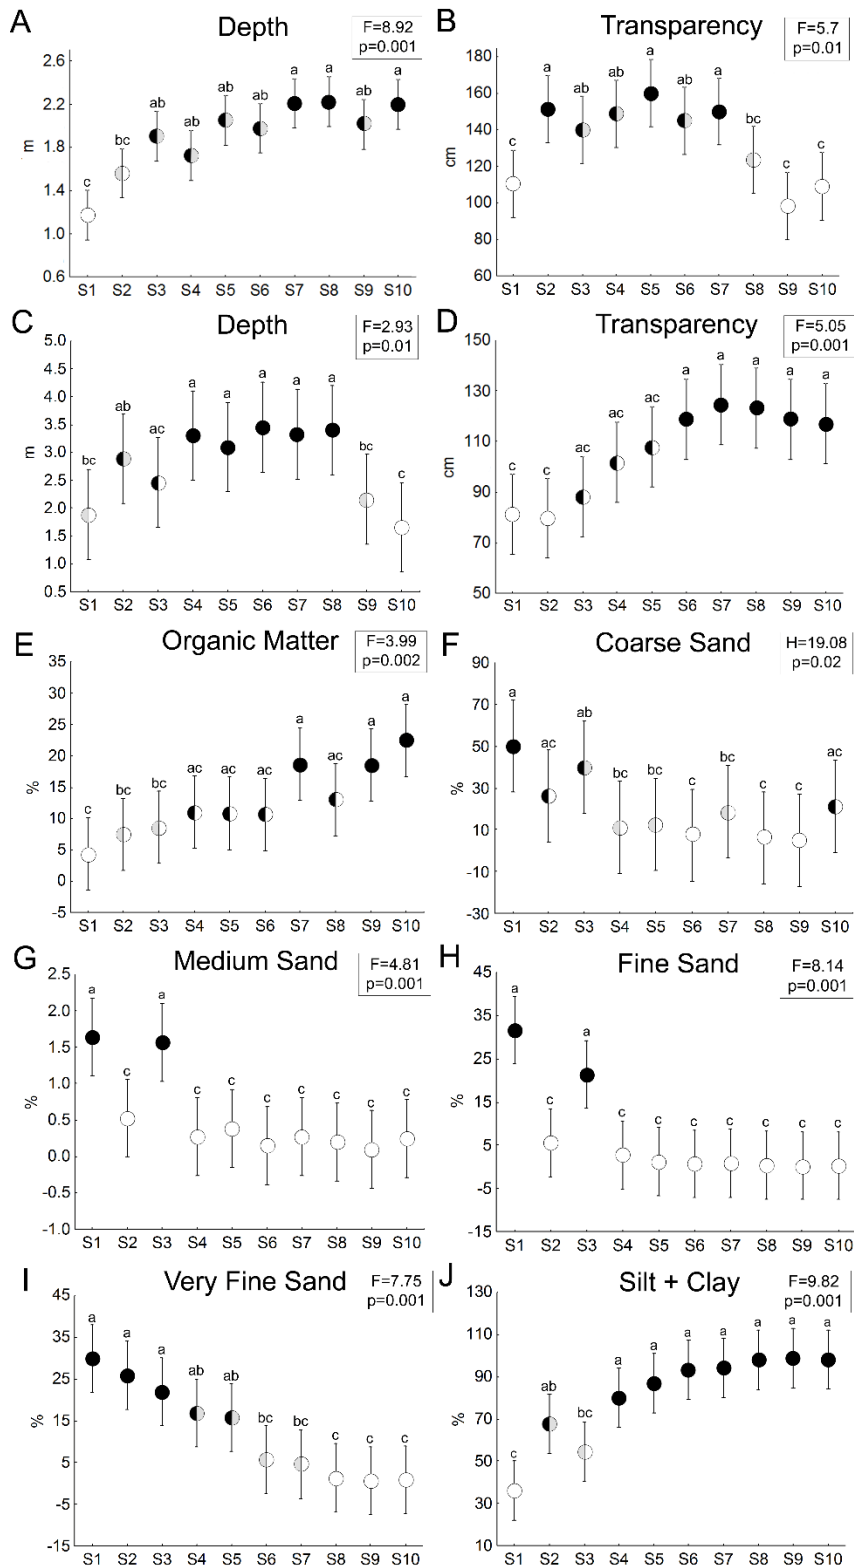 A
Depth
F=8.92
p=0.001
2.6
2.2
1.8
1.4
1.0
0.6
m
c
bc
ab
ab
ab
ab
a
a
ab
a
S1 S2 S3 S4 S5 S6 S7 S8 S9 S10
B
Transparency
F=5.7
p=0.01
180
160
140
120
100
80
60
cm
c
a
ab
ab
a
ab
a
bc
c
c
S1 S2 S3 S4 S5 S6 S7 S8 S9 S10
C
Depth
F=2.93
p=0.01
5.0
4.5
4.0
3.5
3.0
2.5
2.0
1.5
1.0
0.5
m
bc
ab
ac
a
a
a
a
a
bc
c
S1 S2 S3 S4 S5 S6 S7 S8 S9 S10
D
Transparency
F=5.05
p=0.001
150
130
110
90
70
50
cm
c
c
ac
ac
ac
a
a
a
a
a
S1 S2 S3 S4 S5 S6 S7 S8 S9 S10
E
Organic Matter
F=3.99
p=0.002
35
30
25
20
15
10
5
0
-5
%
c
bc
bc
ac
ac
ac
a
ac
a
a
S1 S2 S3 S4 S5 S6 S7 S8 S9 S10
F
Coarse Sand
H=19.08
p=0.02
90
70
50
30
10
-10
-30
%
a
ac
ab
bc
bc
c
bc
c
c
ac
S1 S2 S3 S4 S5 S6 S7 S8 S9 S10
G
Medium Sand
F=4.81
p=0.001
2.5
2.0
1.5
1.0
0.5
0.0
-0.5
-1.0
%
a
c
a
c
c
c
c
c
c
c
S1 S2 S3 S4 S5 S6 S7 S8 S9 S10
H
Fine Sand
F=8.14
p=0.001
45
35
25
15
5
-5
-15
%
a
c
a
c
c
c
c
c
c
c
S1 S2 S3 S4 S5 S6 S7 S8 S9 S10
I
Very Fine Sand
F=7.75
p=0.001
45
35
25
15
5
-5
-15
%
a
a
a
ab
ab
bc
bc
c
c
c
S1 S2 S3 S4 S5 S6 S7 S8 S9 S10
J
Silt + Clay
F=9.82
p=0.001
130
110
90
70
50
30
10
%
c
ab
bc
a
a
a
a
a
a
a
S1 S2 S3 S4 S5 S6 S7 S8 S9 S10